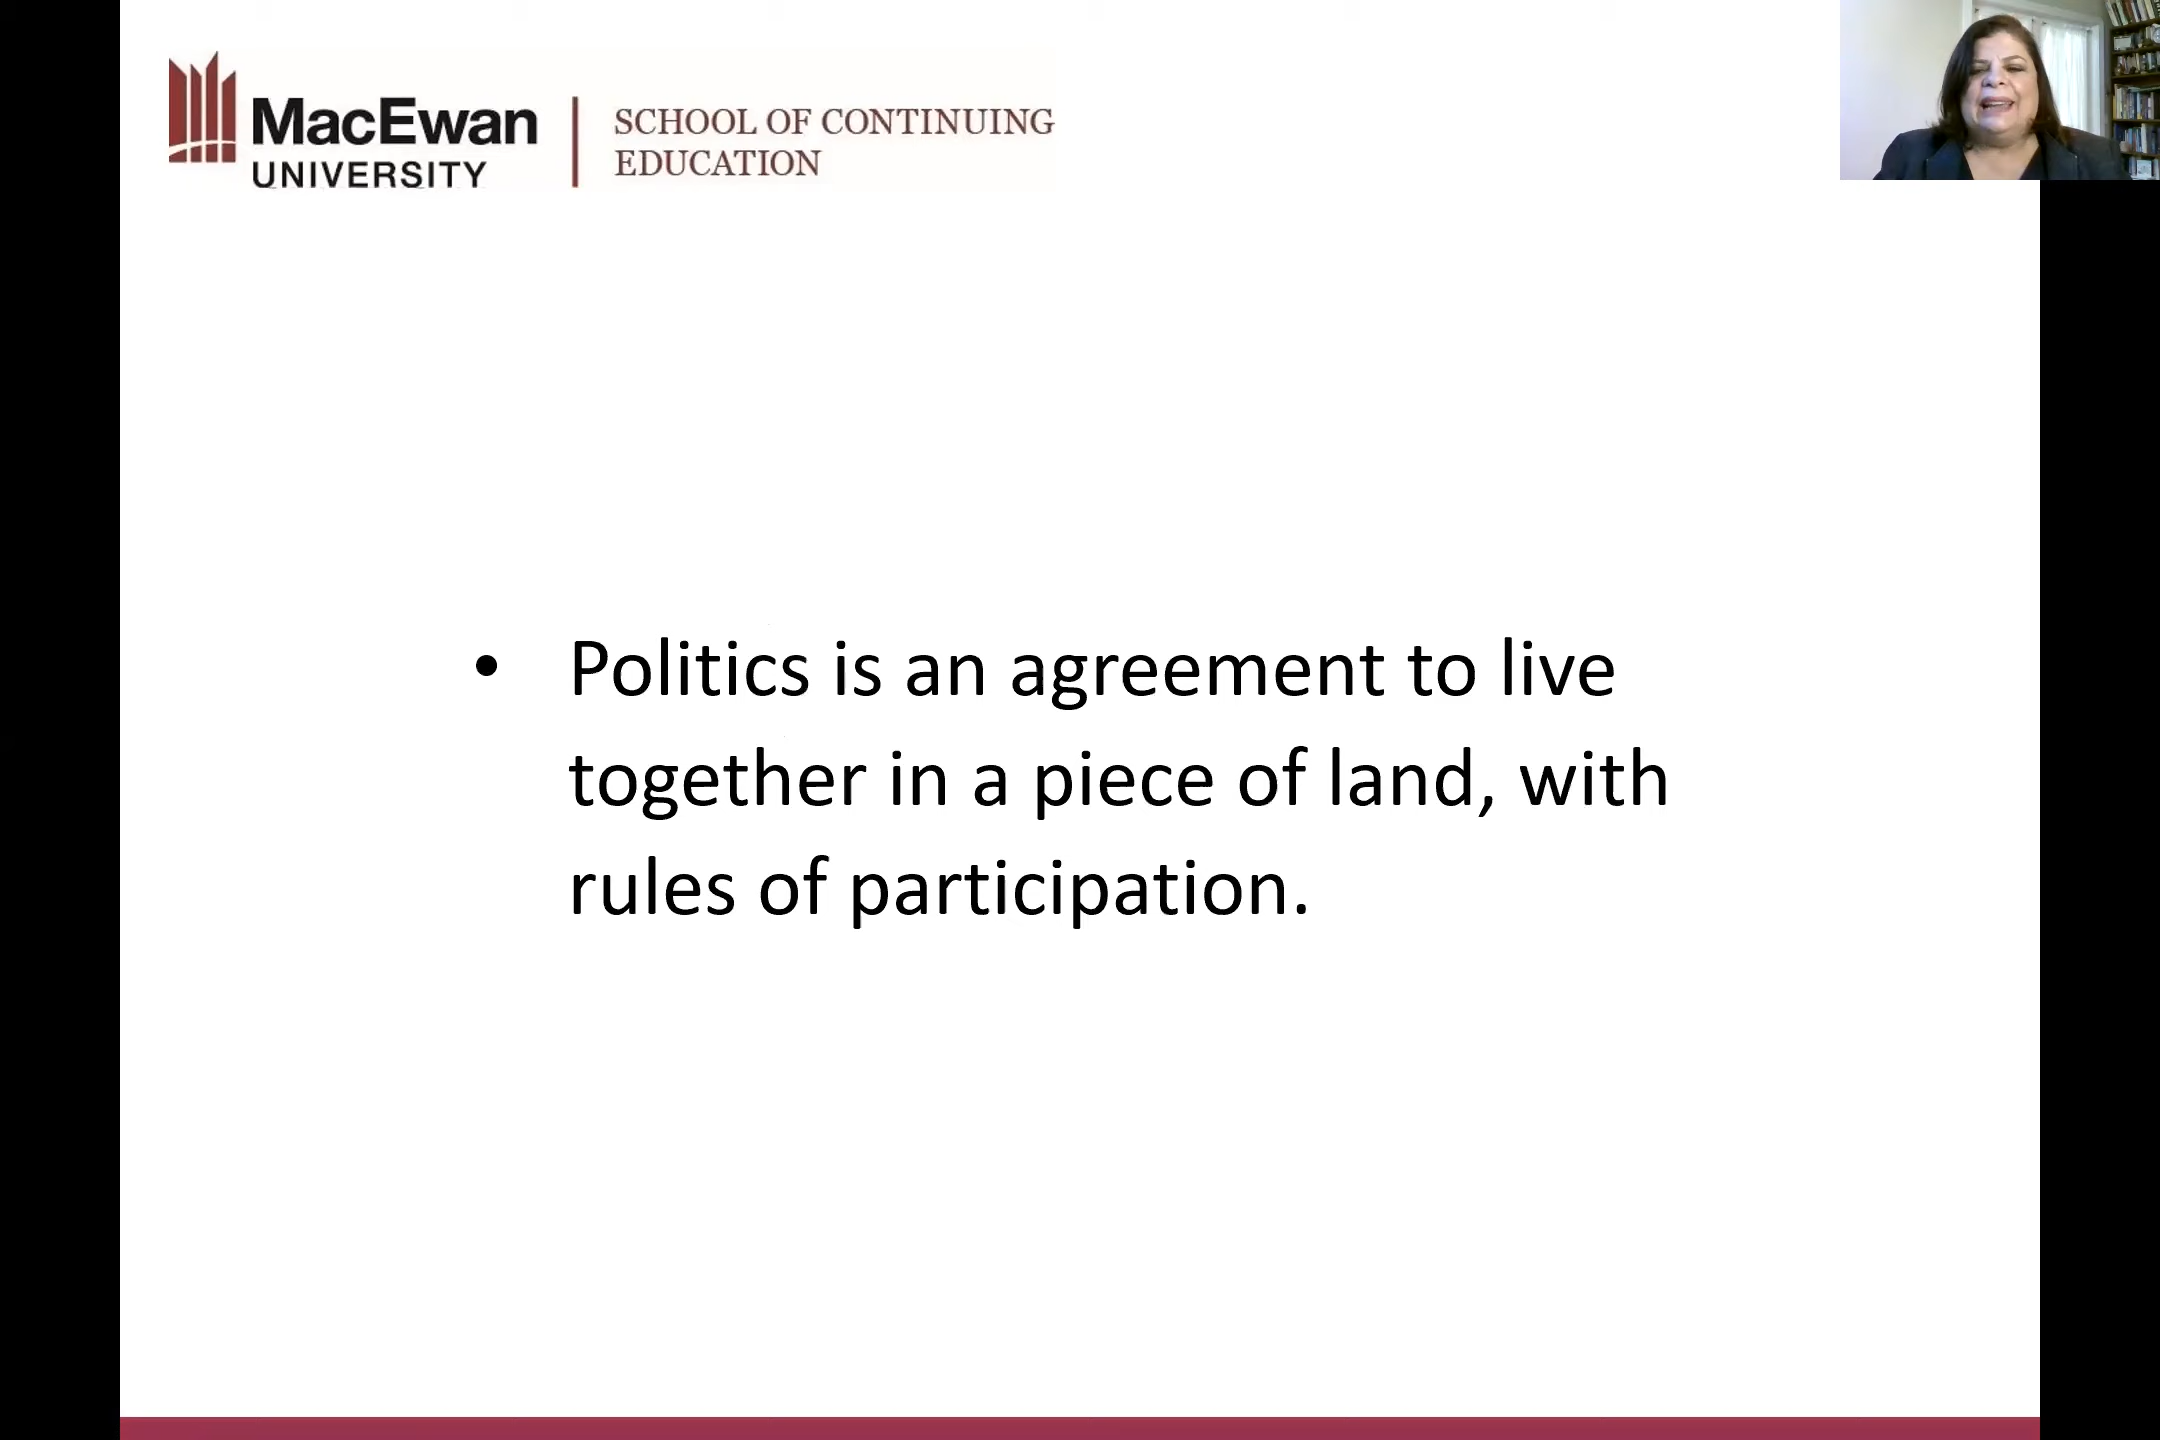 MacEwan
UNIVERSITY
SCHOOL OF CONTINUING
EDUCATION
• Politics is an agreement to live
together in a piece of land, with
rules of participation.